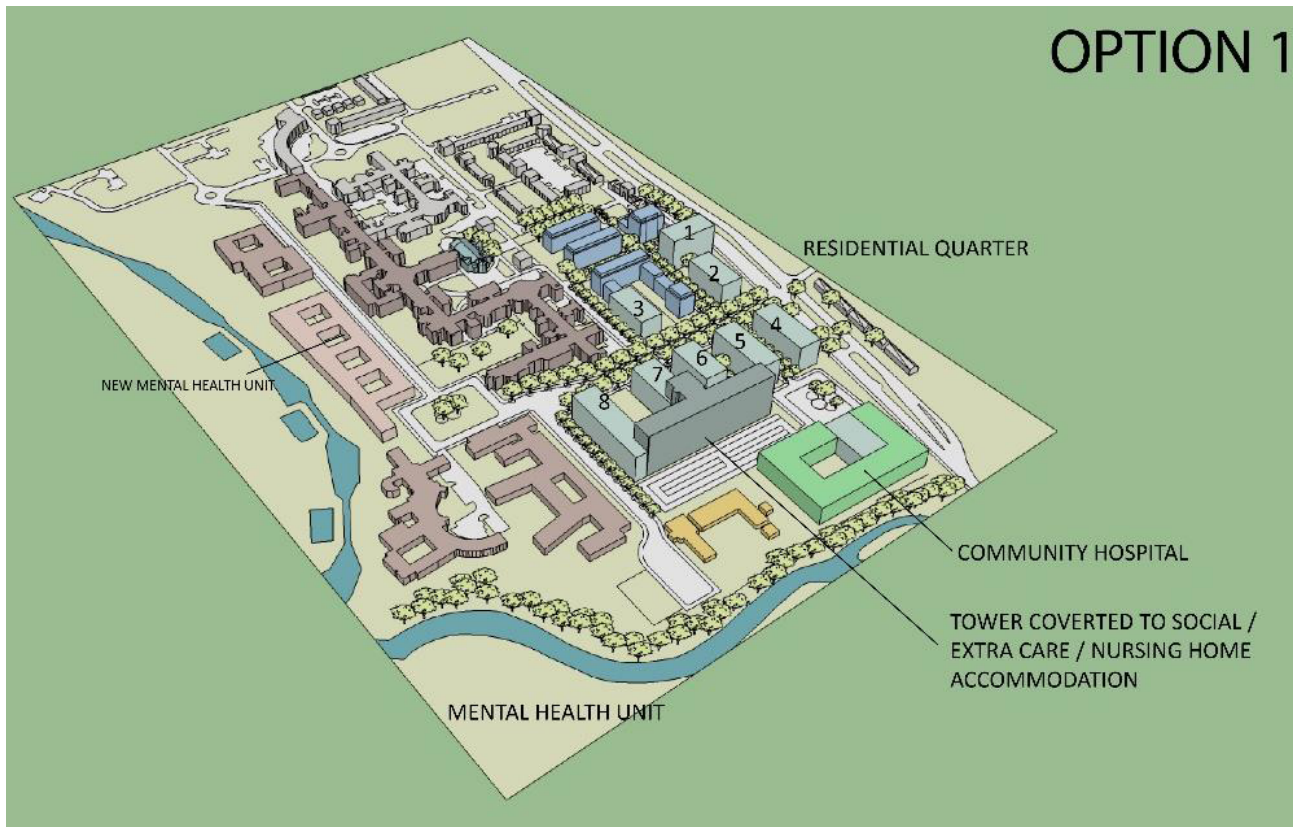 OPTION 1
1
RESIDENTIAL QUARTER
2
3
4
5
6
7
8
NEW MENTAL HEALTH UNIT
COMMUNITY HOSPITAL
TOWER COVERTED TO SOCIAL /
EXTRA CARE / NURSING HOME
ACCOMMODATION
MENTAL HEALTH UNIT